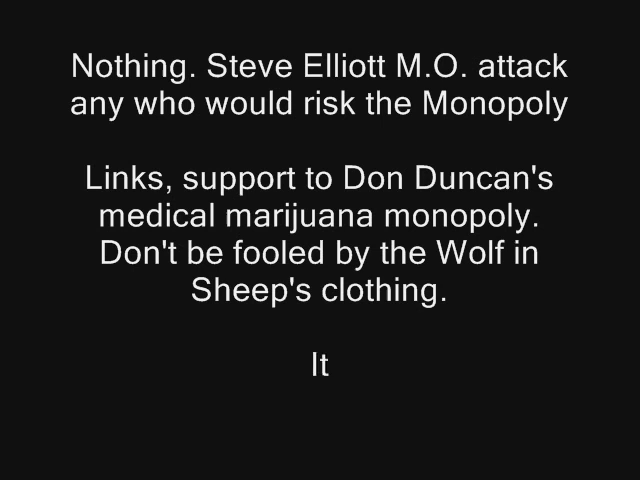 Nothing. Steve Elliott M.O. attack
any who would risk the Monopoly
Links, support to Don Duncan's
medical marijuana monopoly.
Don't be fooled by the Wolf in
Sheep's clothing.
It